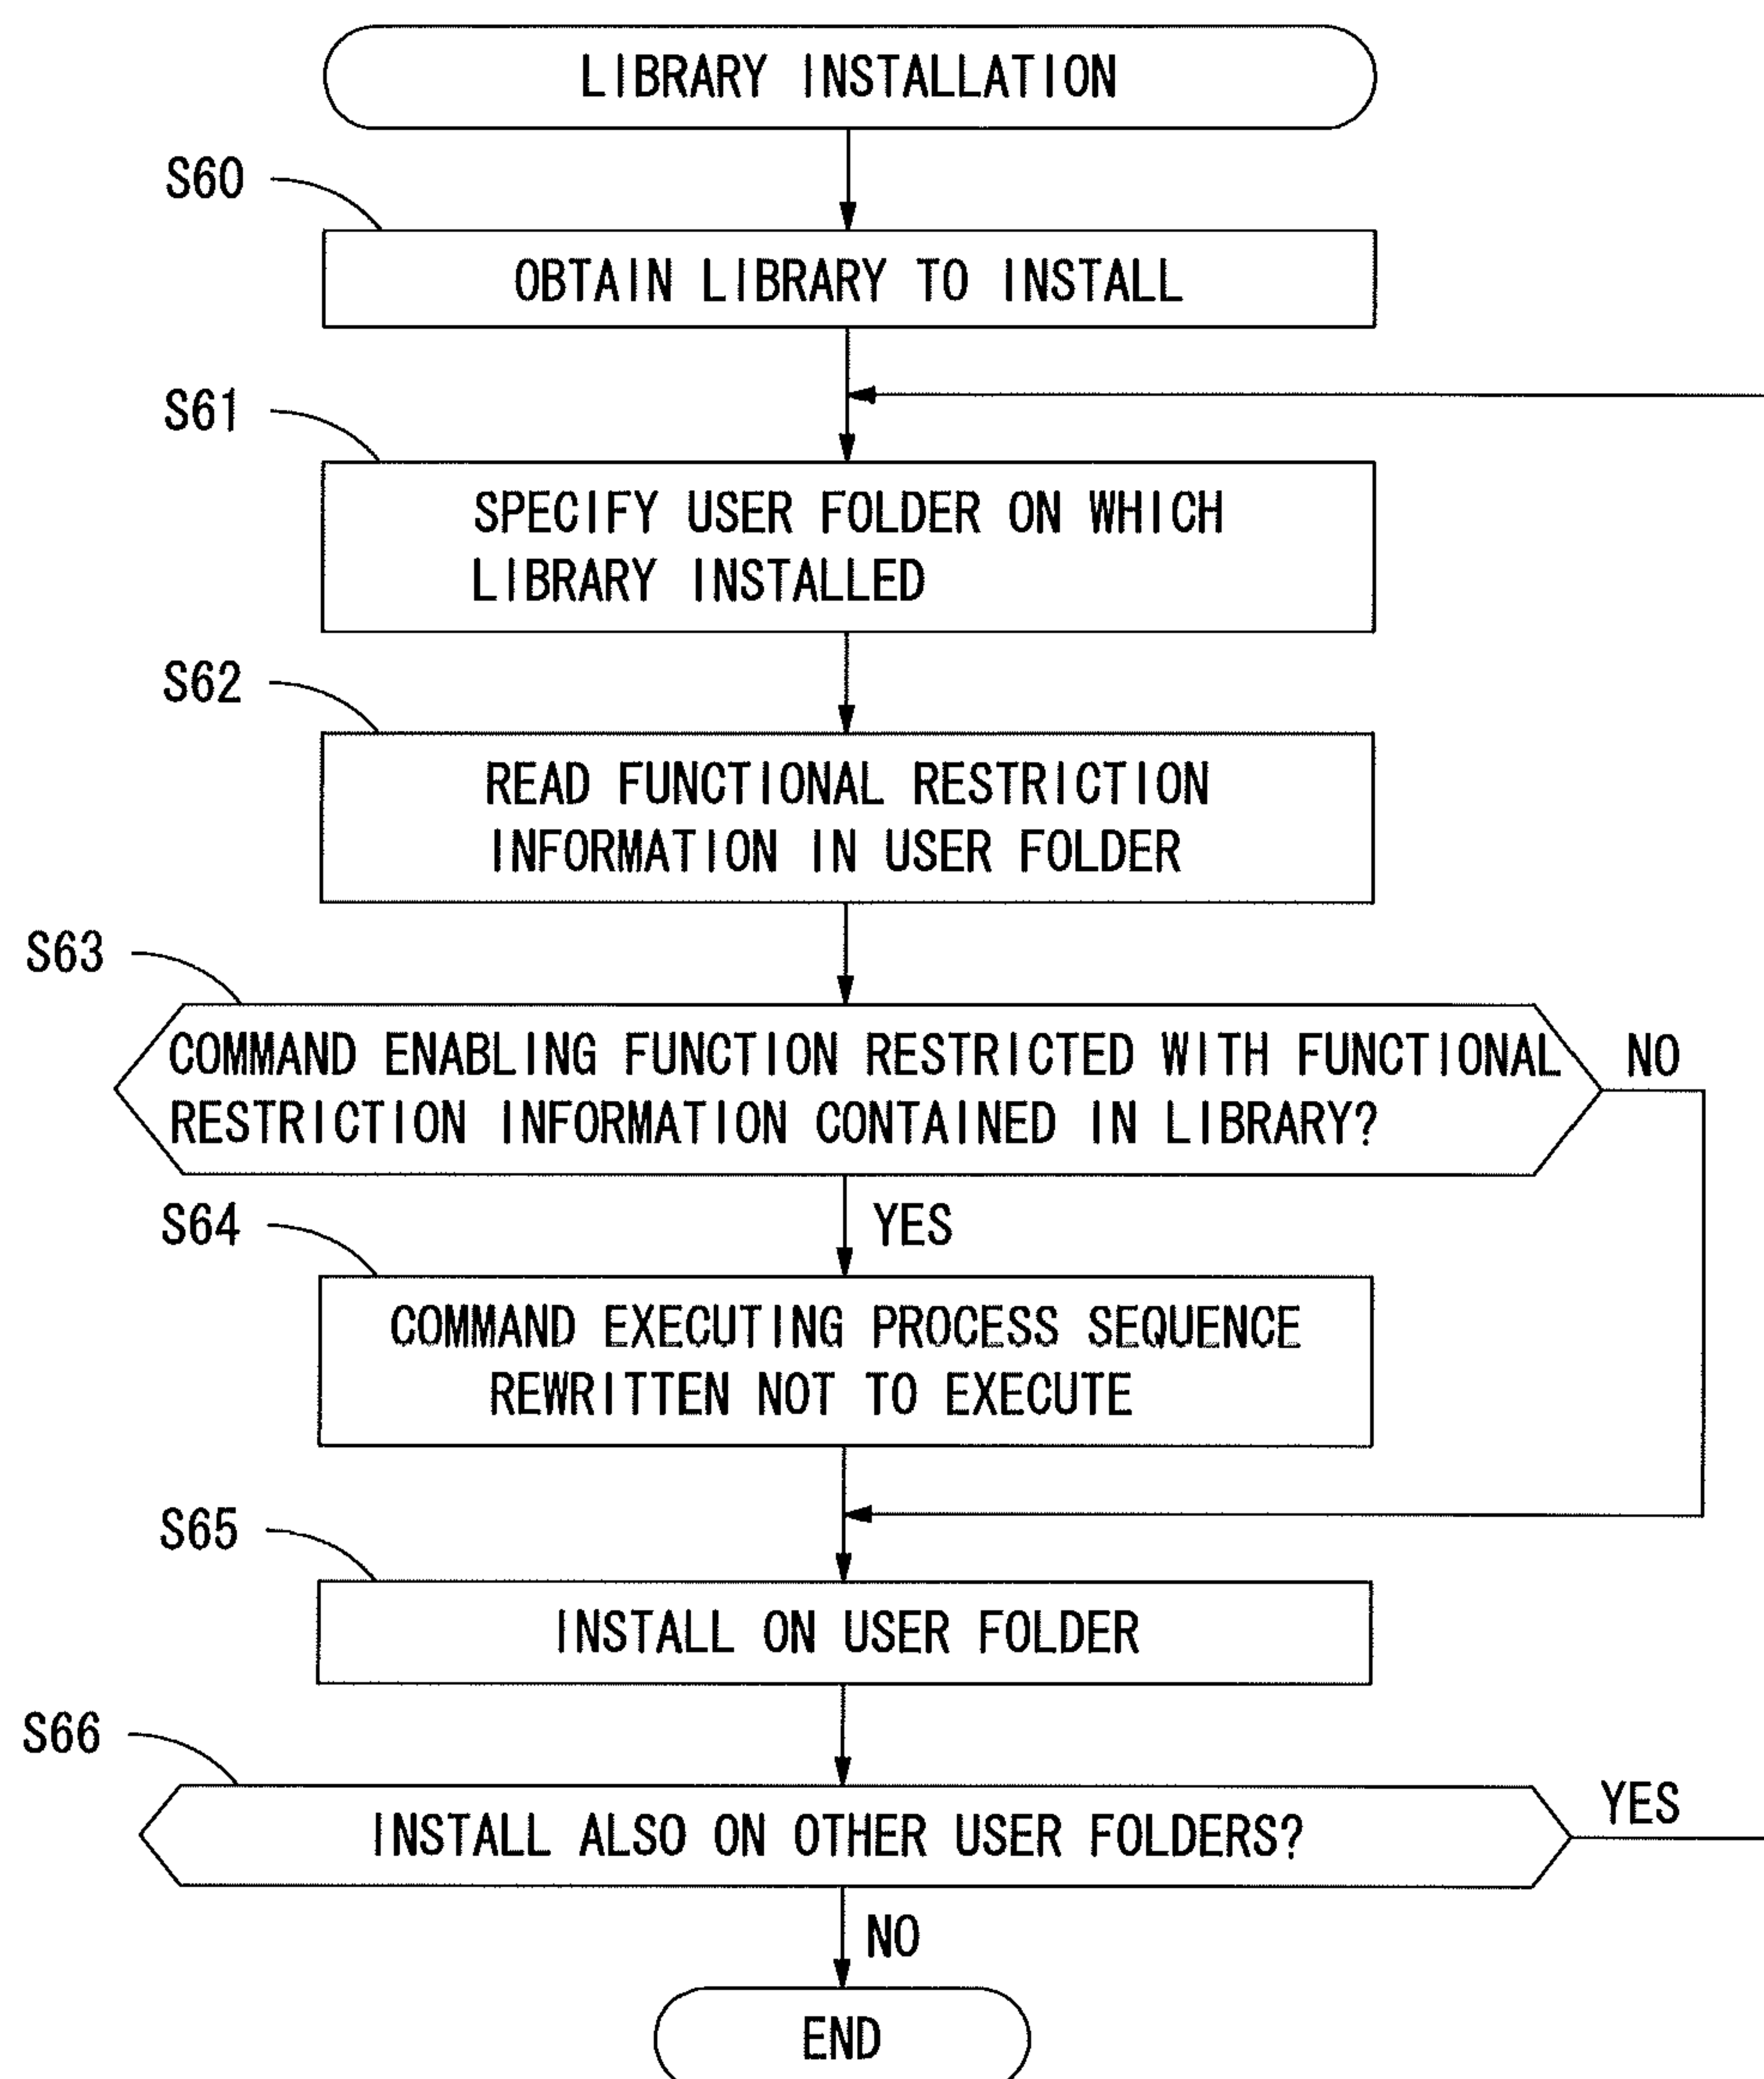 LIBRARY INSTALLATION
S60
OBTAIN LIBRARY TO INSTALL
S61
SPECIFY USER FOLDER ON WHICH
LIBRARY INSTALLED
S62
READ FUNCTIONAL RESTRICTION
INFORMATION IN USER FOLDER
S63
COMMAND ENABLING FUNCTION RESTRICTED WITH FUNCTIONAL
RESTRICTION INFORMATION CONTAINED IN LIBRARY?
NO
YES
S64
COMMAND EXECUTING PROCESS SEQUENCE
REWRITTEN NOT TO EXECUTE
S65
INSTALL ON USER FOLDER
S66
INSTALL ALSO ON OTHER USER FOLDERS?
YES
NO
END